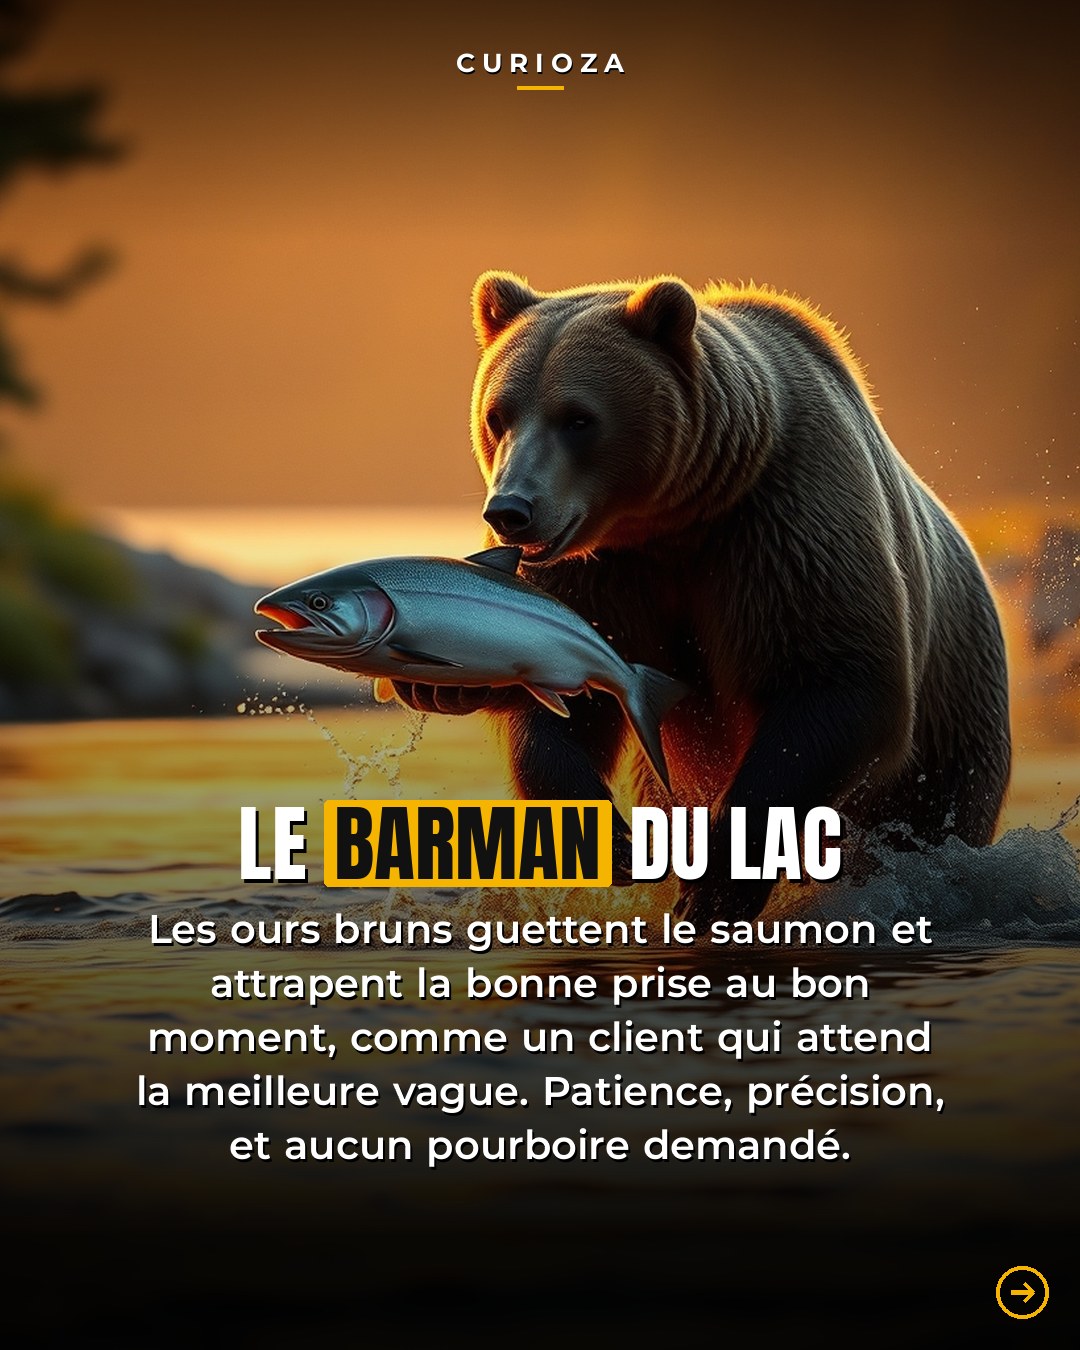 CURIOZA
LE BARMAN DU LAC
Les ours bruns guettent le saumon et
attrapent la bonne prise au bon
moment, comme un client qui attend
la meilleure vague. Patience, précision,
et aucun pourboire demandé.